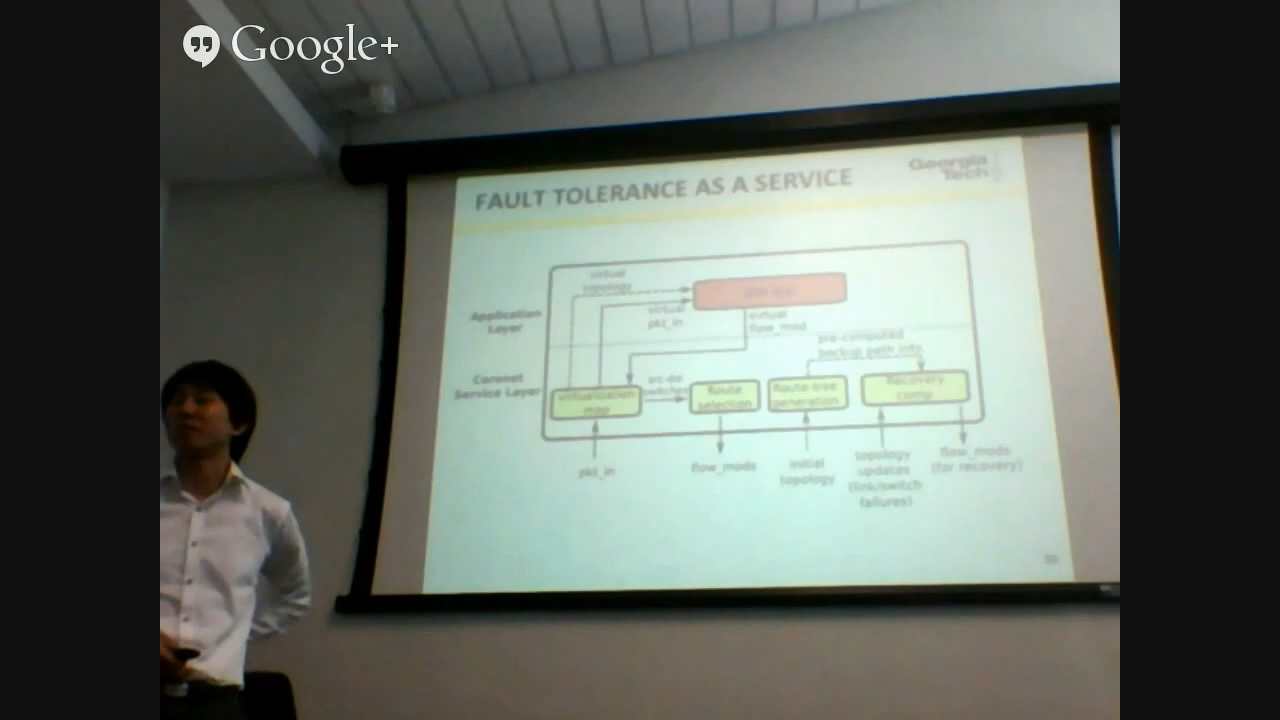 Google+
FAULT TOLERANCE AS A SERVICE
Georgia
Tech
virtual
topology
Application
Layer
virtual
pkt_in
virtual
flow_mod
pre-computed
backup path info
Coronet
Service Layer
virtualization
map
src-dst
switches
Route
selection
Route-tree
generation
Recovery
comp
pkt_in
flow_mods
initial
topology
topology
updates
(link/switch
failures)
flow_mods
(for recovery)